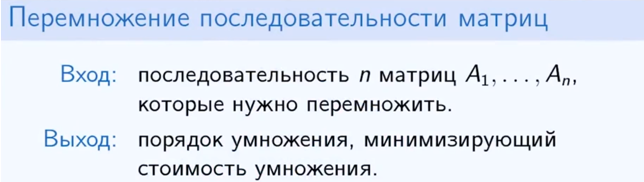 Перемножение последовательности матриц
Вход: последовательность n матриц A₁, . . . , Aₙ,
которые нужно перемножить.
Выход: порядок умножения, минимизирующий
стоимость умножения.